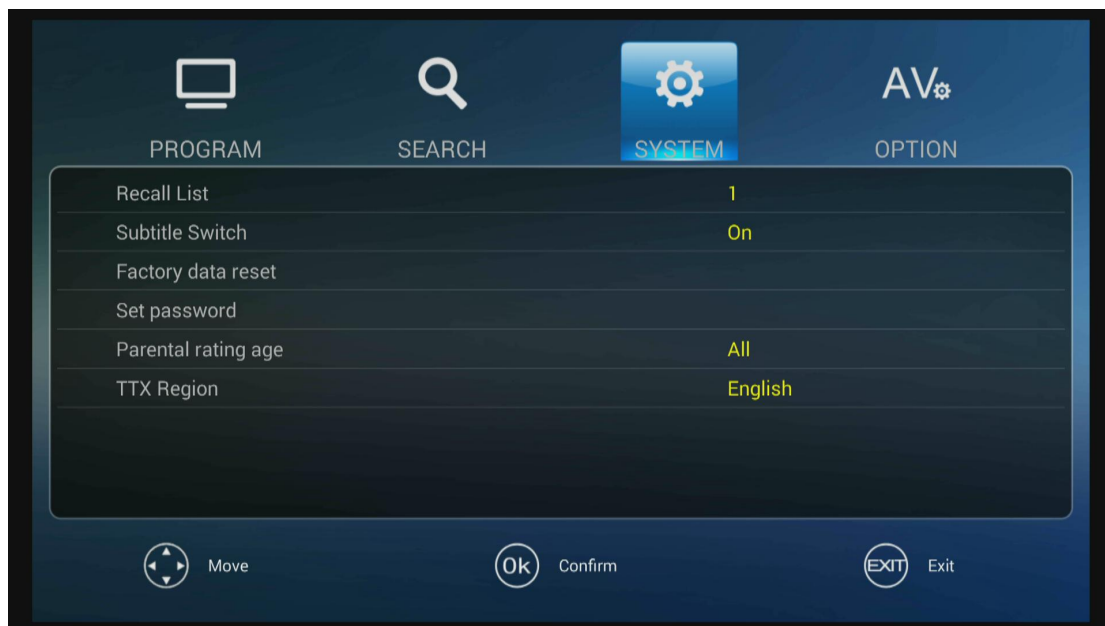 AV
PROGRAM SEARCH SYSTEM OPTION
Recall List 1
Subtitle Switch On
Factory data reset
Set password
Parental rating age All
TTX Region English
Move Ok Confirm EXIT Exit